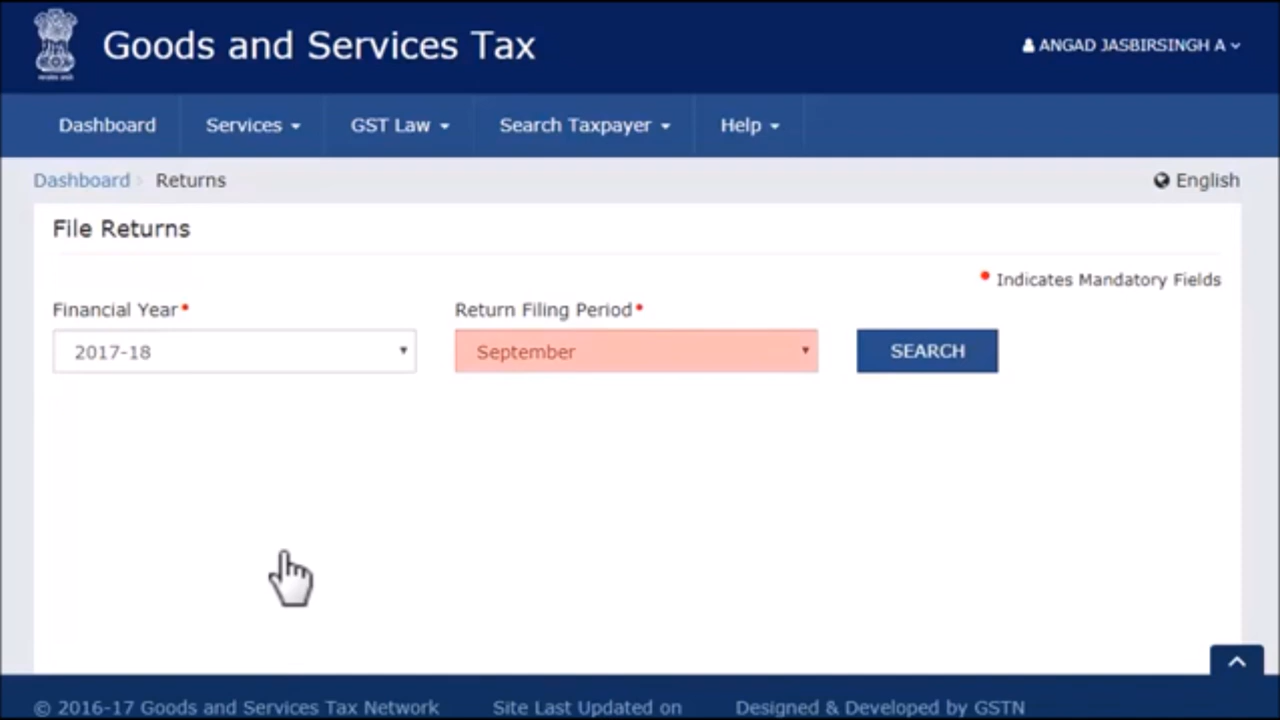 Goods and Services Tax
ANGAD JASBIRSINGH A
Dashboard Services GST Law Search Taxpayer Help
Dashboard Returns English
File Returns
• Indicates Mandatory Fields
Financial Year• Return Filing Period•
2017-18 September SEARCH
© 2016-17 Goods and Services Tax Network Site Last Updated on Designed & Developed by GSTN